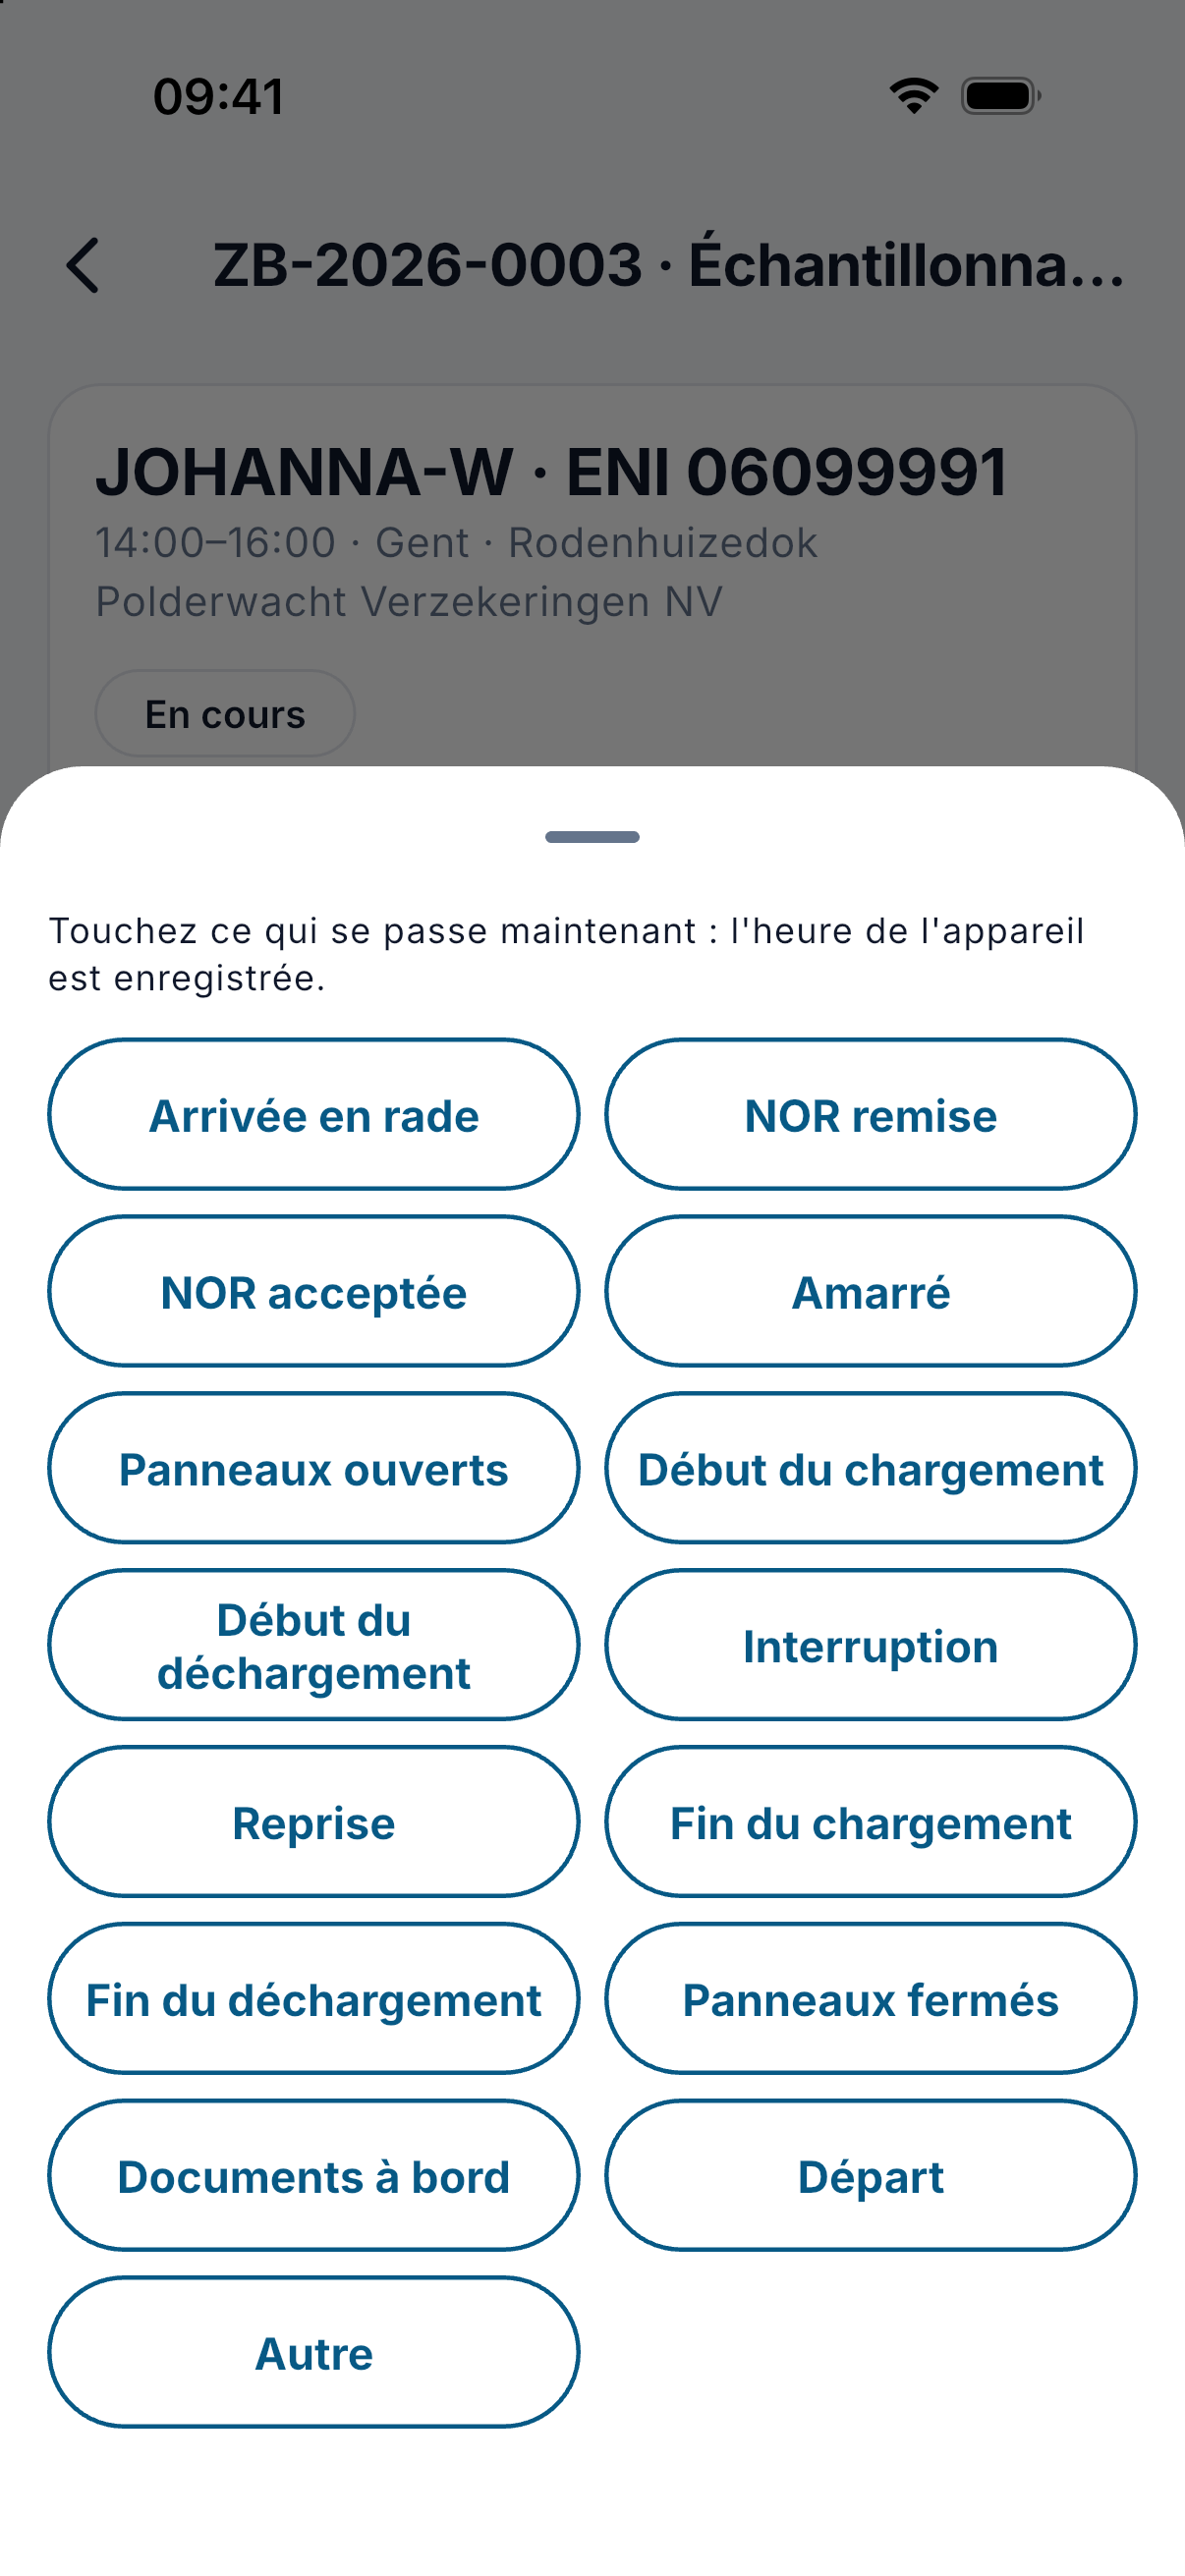 09:41
ZB-2026-0003 · Échantillonna...
JOHANNA-W · ENI 06099991
14:00–16:00 · Gent · Rodenhuizedok
Polderwacht Verzekeringen NV
En cours
Touchez ce qui se passe maintenant : l'heure de l'appareil
est enregistrée.
Arrivée en rade
NOR remise
NOR acceptée
Amarré
Panneaux ouverts
Début du chargement
Début du
déchargement
Interruption
Reprise
Fin du chargement
Fin du déchargement
Panneaux fermés
Documents à bord
Départ
Autre